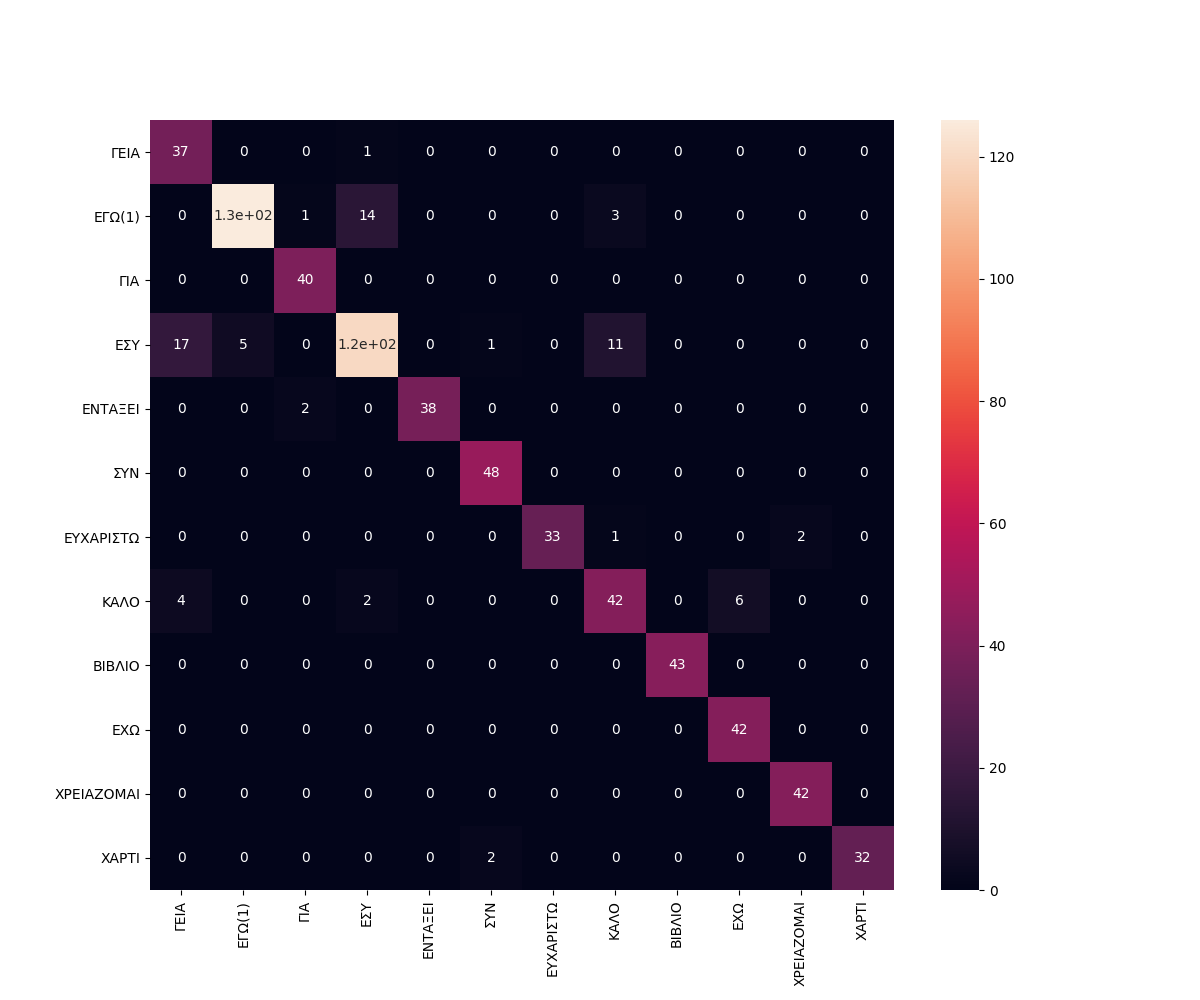 ΓΕΙΑ 37 0 0 1 0 0 0 0 0 0 0 0
ΕΓΩ(1) 0 1.3e+02 1 14 0 0 0 3 0 0 0 0
ΓΙΑ 0 0 40 0 0 0 0 0 0 0 0 0
ΕΣΥ 17 5 0 1.2e+02 0 1 0 11 0 0 0 0
ΕΝΤΑΞΕΙ 0 0 2 0 38 0 0 0 0 0 0 0
ΣΥΝ 0 0 0 0 0 48 0 0 0 0 0 0
ΕΥΧΑΡΙΣΤΩ 0 0 0 0 0 0 33 1 0 0 2 0
ΚΑΛΟ 4 0 0 2 0 0 0 42 0 6 0 0
ΒΙΒΛΙΟ 0 0 0 0 0 0 0 0 43 0 0 0
ΕΧΩ 0 0 0 0 0 0 0 0 0 42 0 0
ΧΡΕΙΑΖΟΜΑΙ 0 0 0 0 0 0 0 0 0 0 42 0
ΧΑΡΤΙ 0 0 0 0 0 2 0 0 0 0 0 32
ΓΕΙΑ
ΕΓΩ(1)
ΓΙΑ
ΕΣΥ
ΕΝΤΑΞΕΙ
ΣΥΝ
ΕΥΧΑΡΙΣΤΩ
ΚΑΛΟ
ΒΙΒΛΙΟ
ΕΧΩ
ΧΡΕΙΑΖΟΜΑΙ
ΧΑΡΤΙ
120
100
80
60
40
20
0